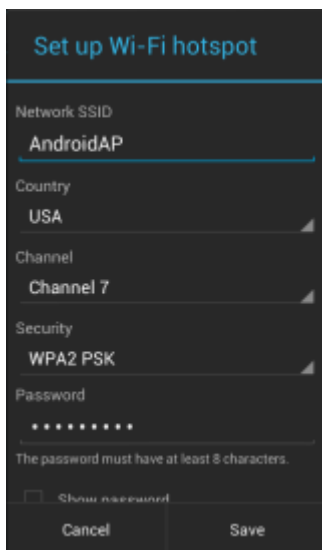 Set up Wi-Fi hotspot
Network SSID
AndroidAP
Country
USA
Channel
Channel 7
Security
WPA2 PSK
Password
•••••••••
The password must have at least 8 characters.
Show password
Cancel Save